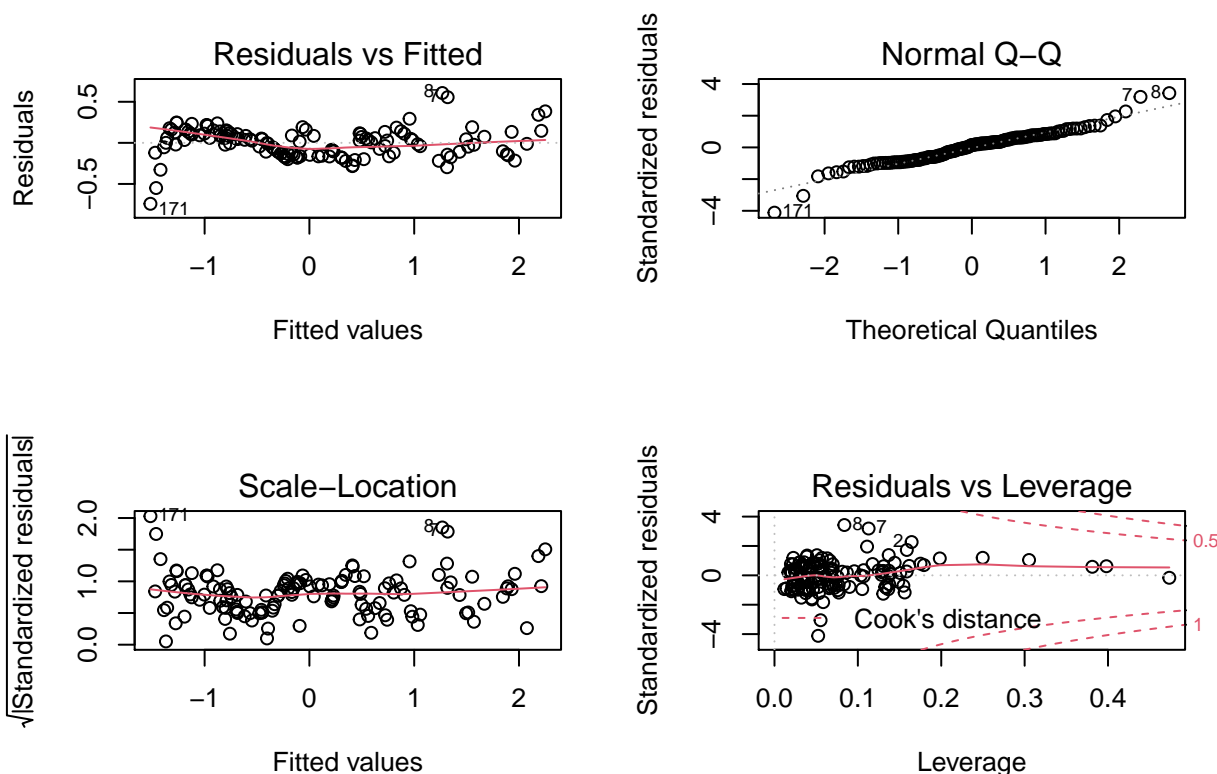 Residuals vs Fitted
Residuals
0.5
−0.5
8
7
171
−1 0 1 2
Fitted values
Normal Q−Q
Standardized residuals
4
0
−4
7 8
171
−2 −1 0 1 2
Theoretical Quantiles
Scale−Location
√|Standardized residuals|
2.0
1.0
0.0
171
8
7
−1 0 1 2
Fitted values
Residuals vs Leverage
Standardized residuals
4
0
−4
8 7
2
0.5
1
Cook's distance
0.0 0.1 0.2 0.3 0.4
Leverage